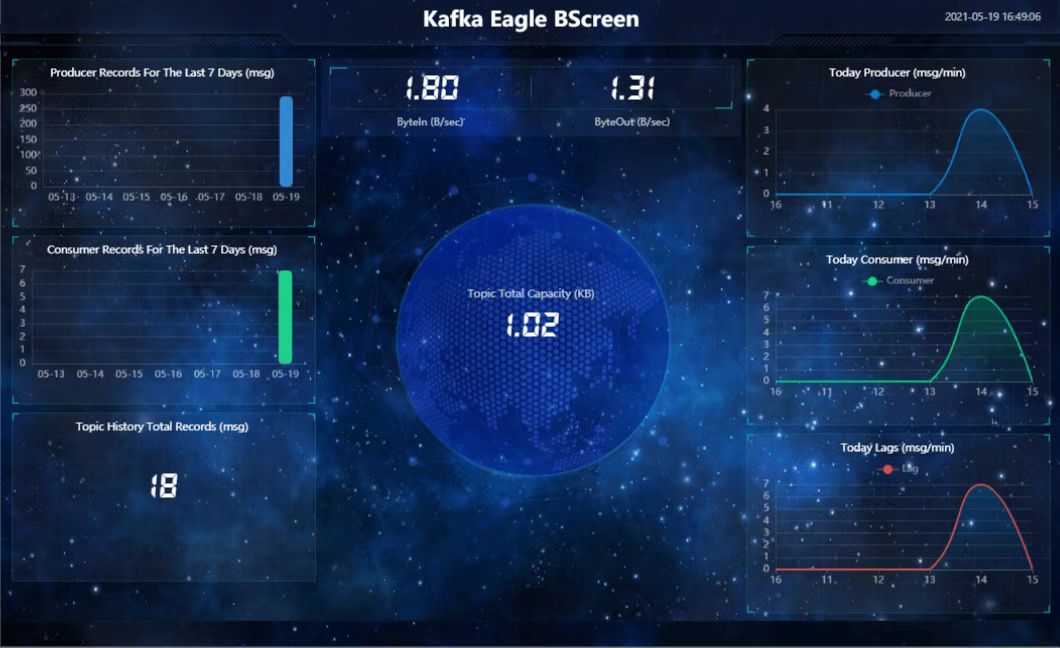 Kafka Eagle BScreen
2021-05-19 16:49:06
Producer Records For The Last 7 Days (msg)
300
250
200
150
100
50
0
05-13 05-14 05-15 05-16 05-17 05-18 05-19
Consumer Records For The Last 7 Days (msg)
7
6
5
4
3
2
1
0
05-13 05-14 05-15 05-16 05-17 05-18 05-19
Topic History Total Records (msg)
18
1.80 1.31
ByteIn (B/sec) ByteOut (B/sec)
Topic Total Capacity (KB)
1.02
Today Producer (msg/min)
Producer
4
3
2
1
0
16 11 12 13 14 15
Today Consumer (msg/min)
Consumer
7
6
5
4
3
2
1
0
16 11 12 13 14 15
Today Lags (msg/min)
Lag
7
6
5
4
3
2
1
0
16 11 12 13 14 15